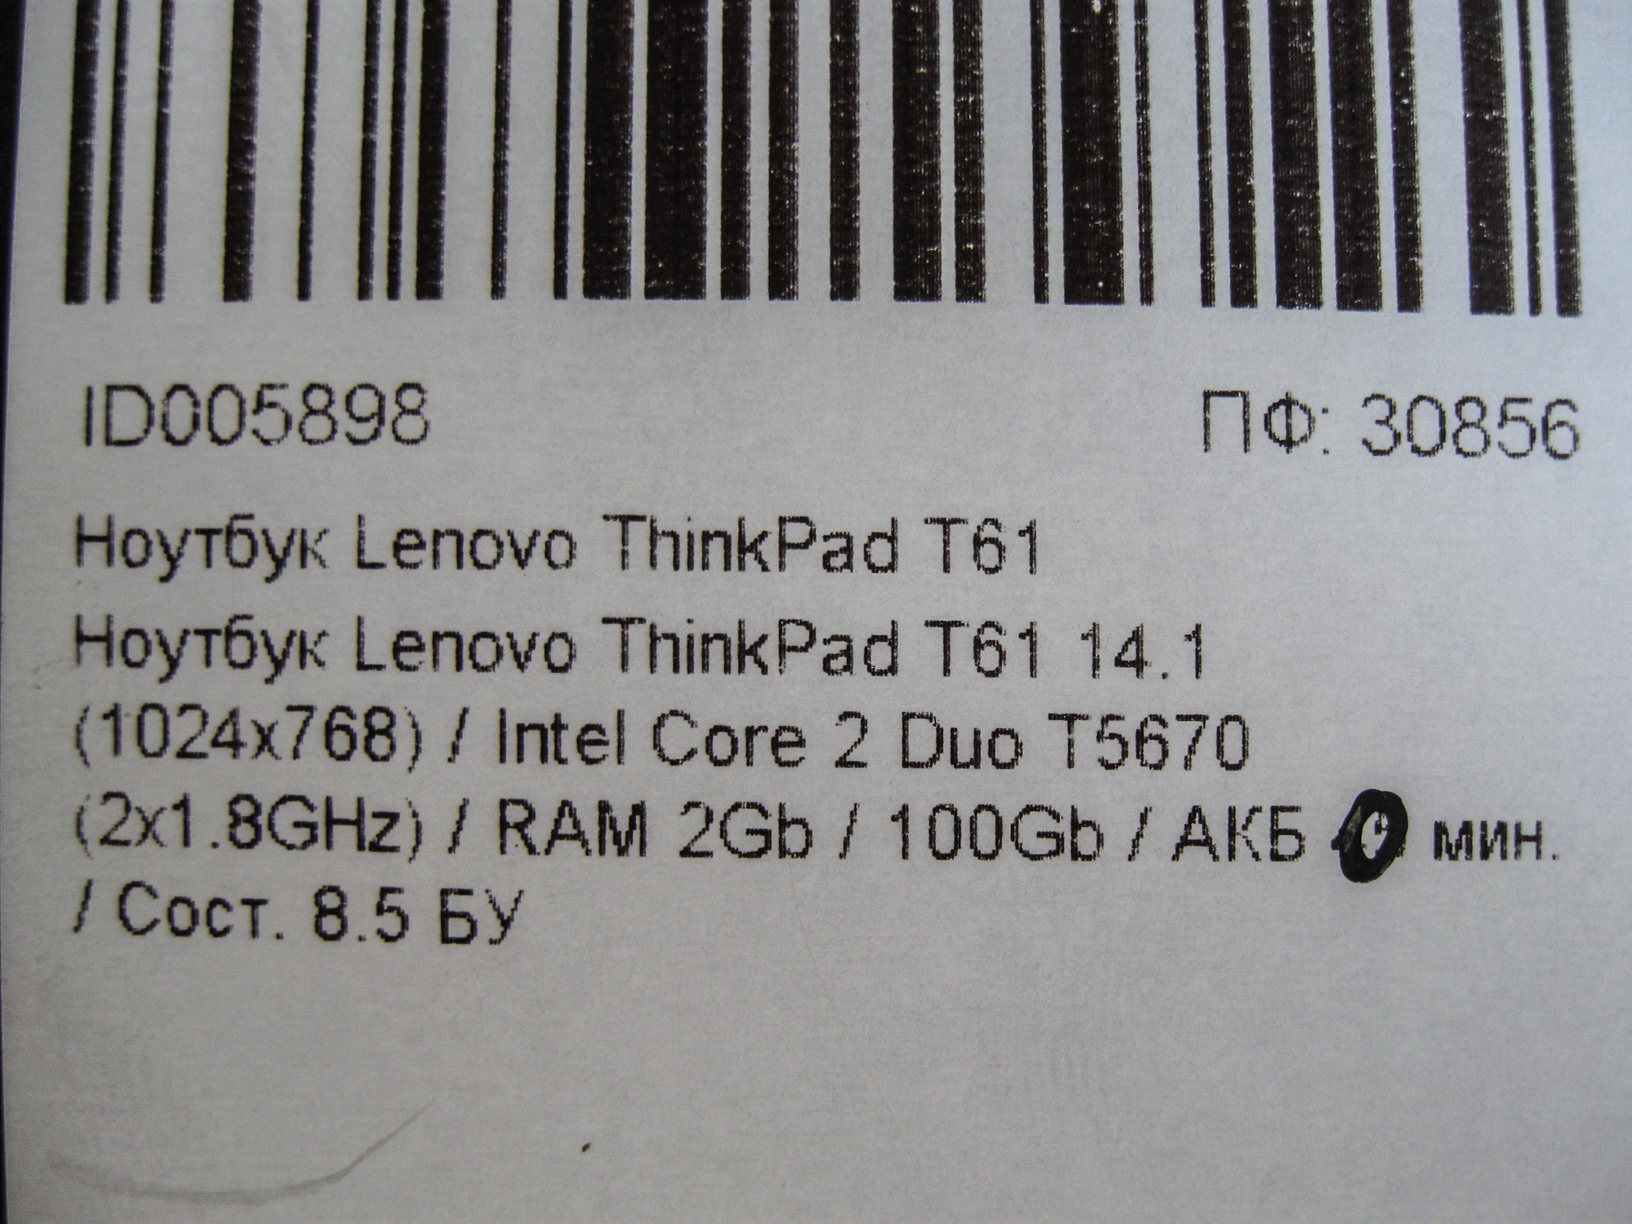 ID005898 ПФ: 30856
Ноутбук Lenovo ThinkPad T61
Ноутбук Lenovo ThinkPad T61 14.1
(1024x768) / Intel Core 2 Duo T5670
(2x1.8GHz) / RAM 2Gb / 100Gb / АКБ 0 мин.
/ Сост. 8.5 БУ